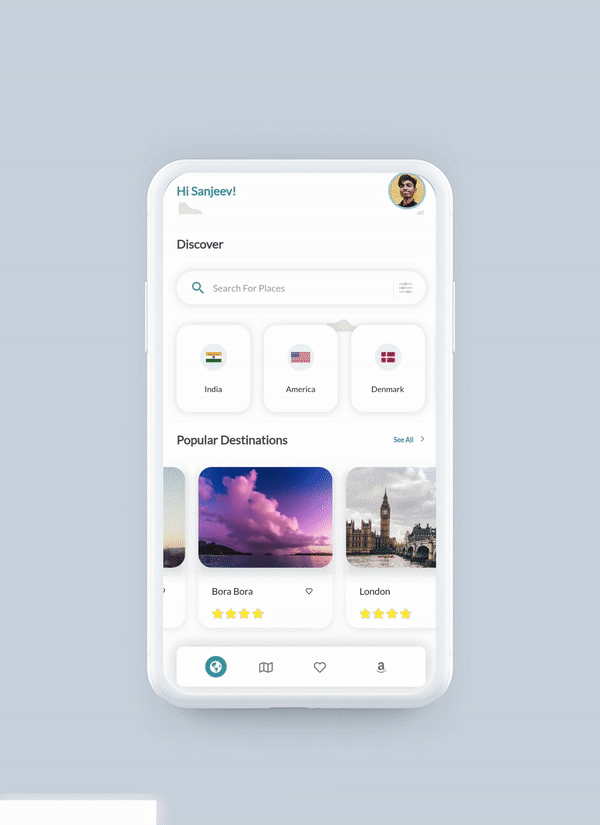 Hi Sanjeev!
Discover
Search For Places
India America Denmark
Popular Destinations See All
Bora Bora London